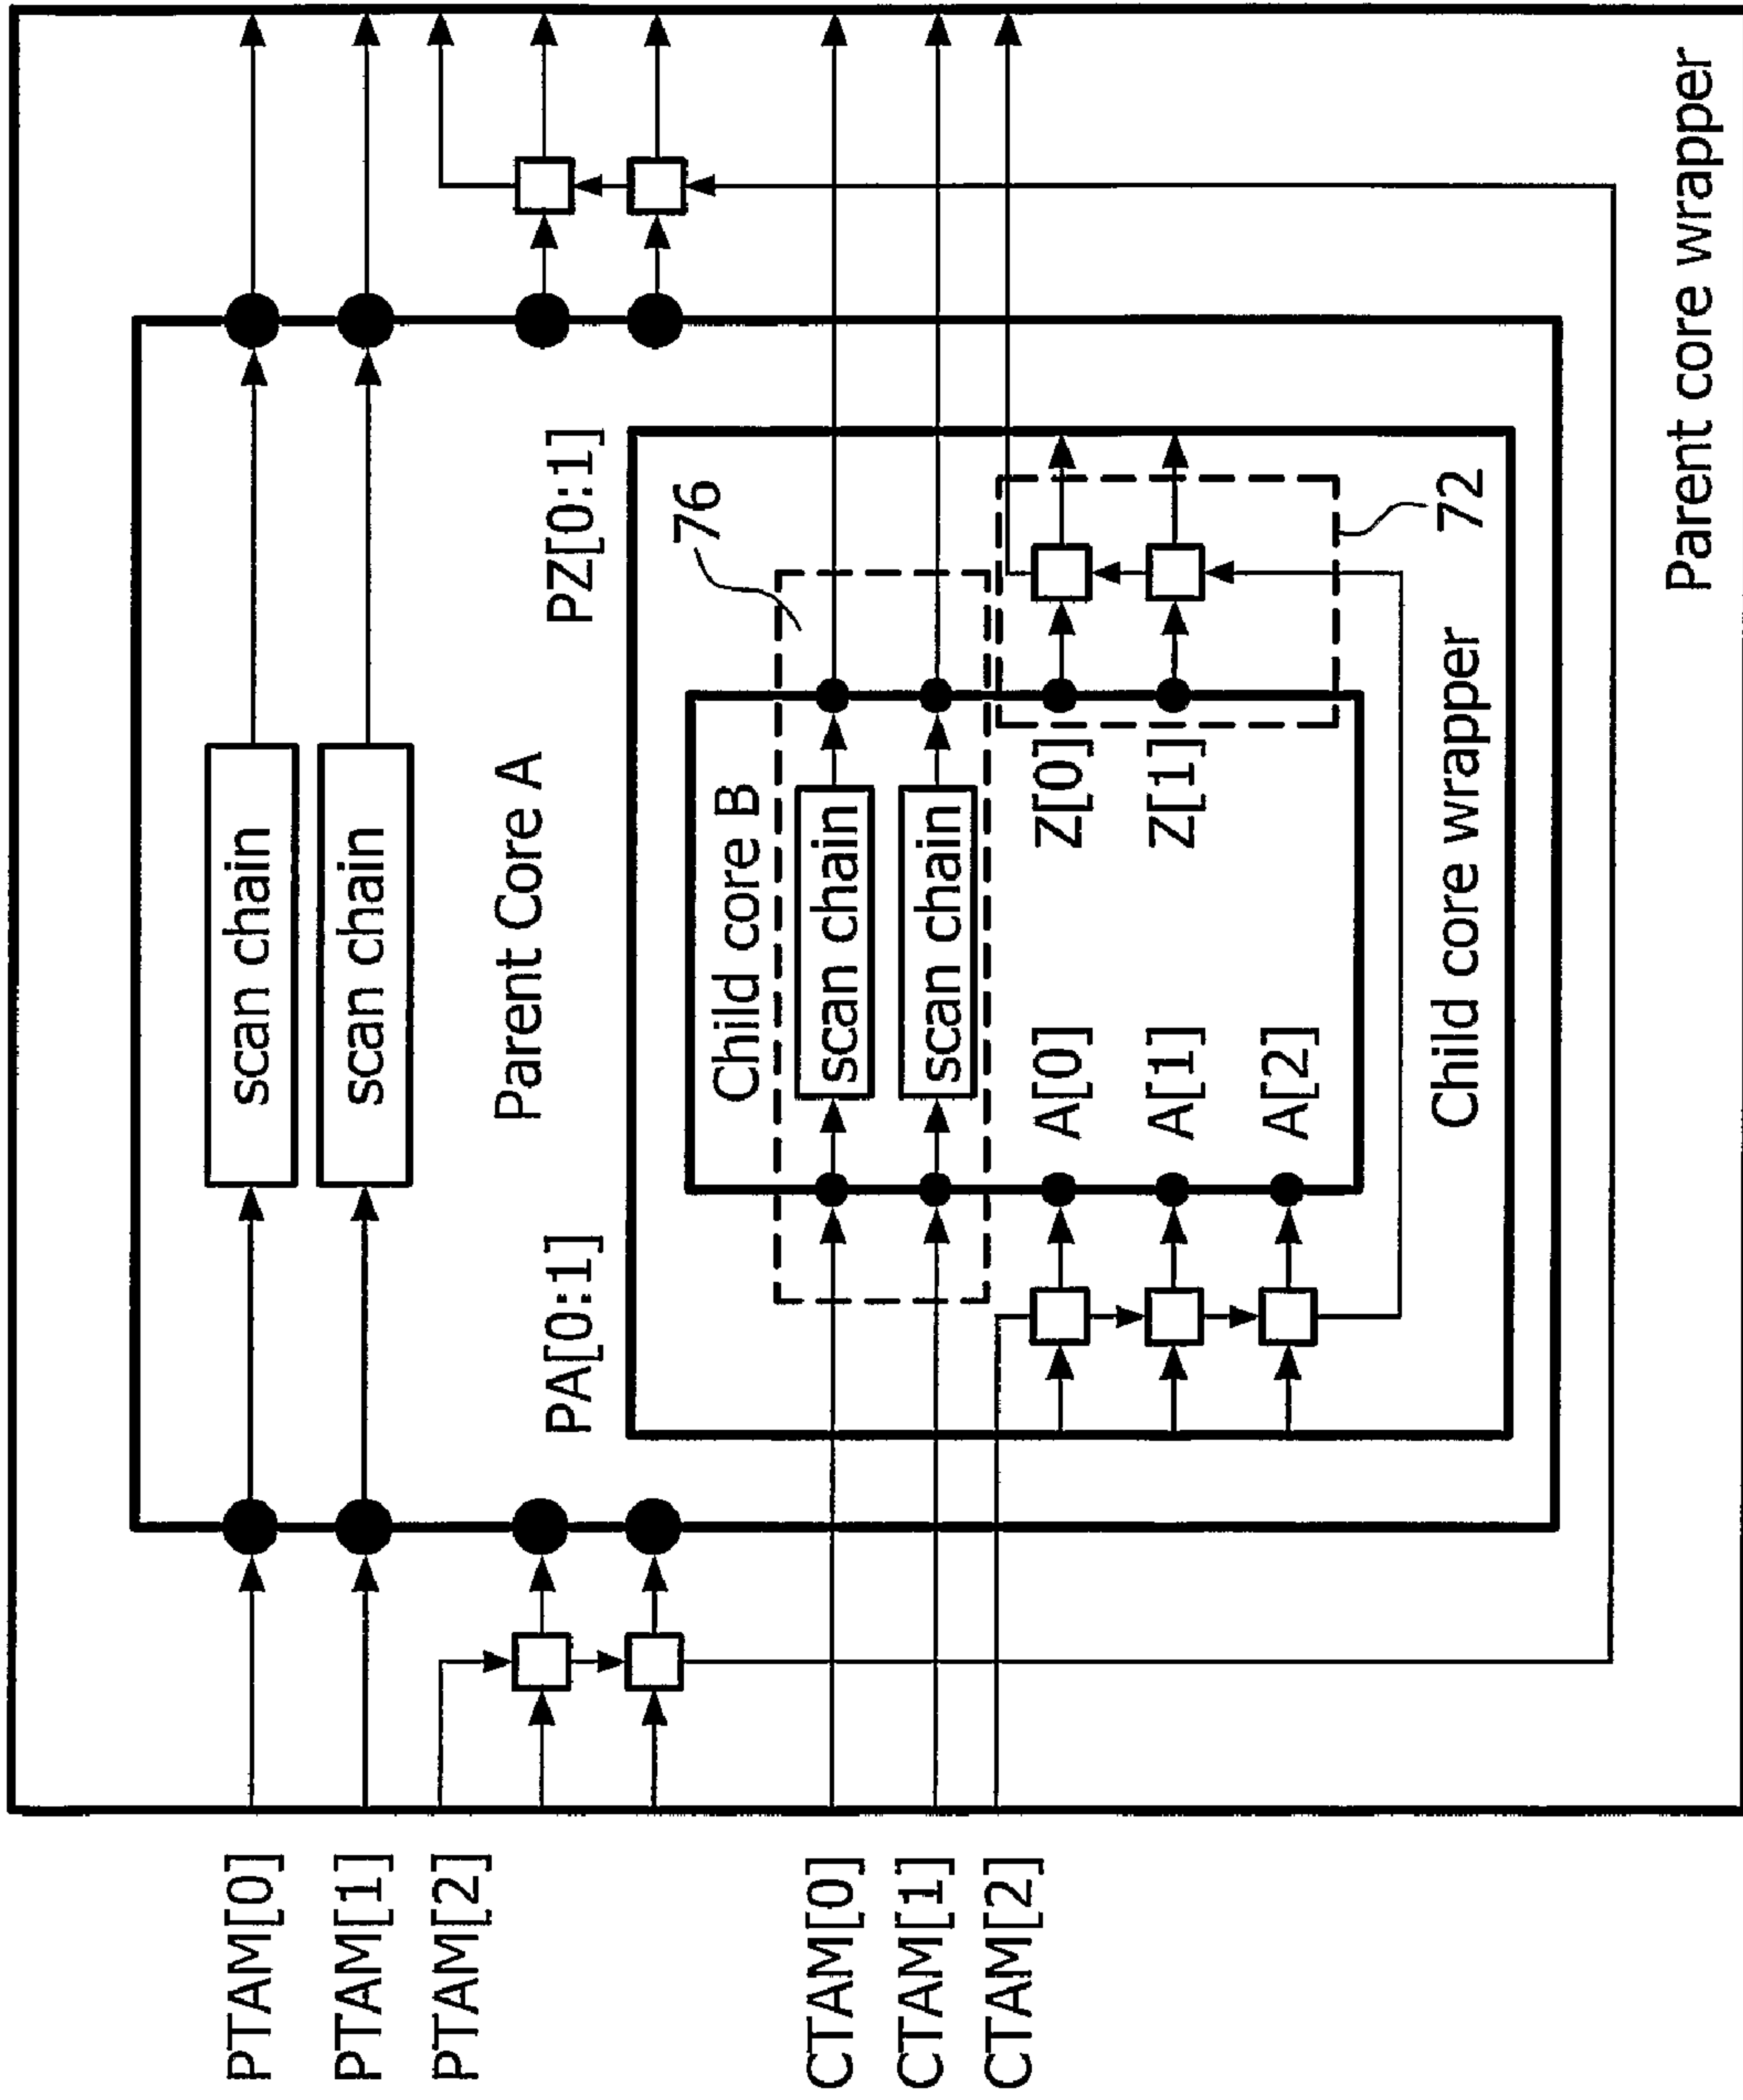 PTAM[0]
PTAM[1]
PTAM[2]
CTAM[0]
CTAM[1]
CTAM[2]
scan chain
scan chain
Parent Core A
PA[0:1]
PZ[0:1]
76
Child core B
scan chain
scan chain
A[0]
Z[0]
A[1]
Z[1]
A[2]
72
Child core wrapper
Parent core wrapper